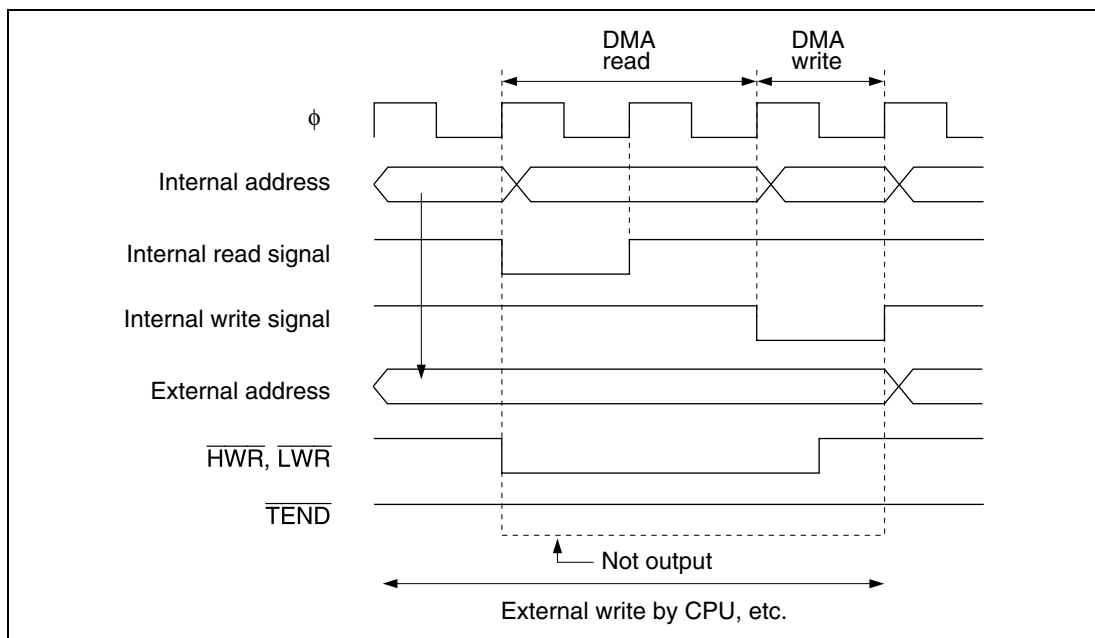 DMA read
DMA write
φ
Internal address
Internal read signal
Internal write signal
External address
HWR, LWR
TEND
Not output
External write by CPU, etc.